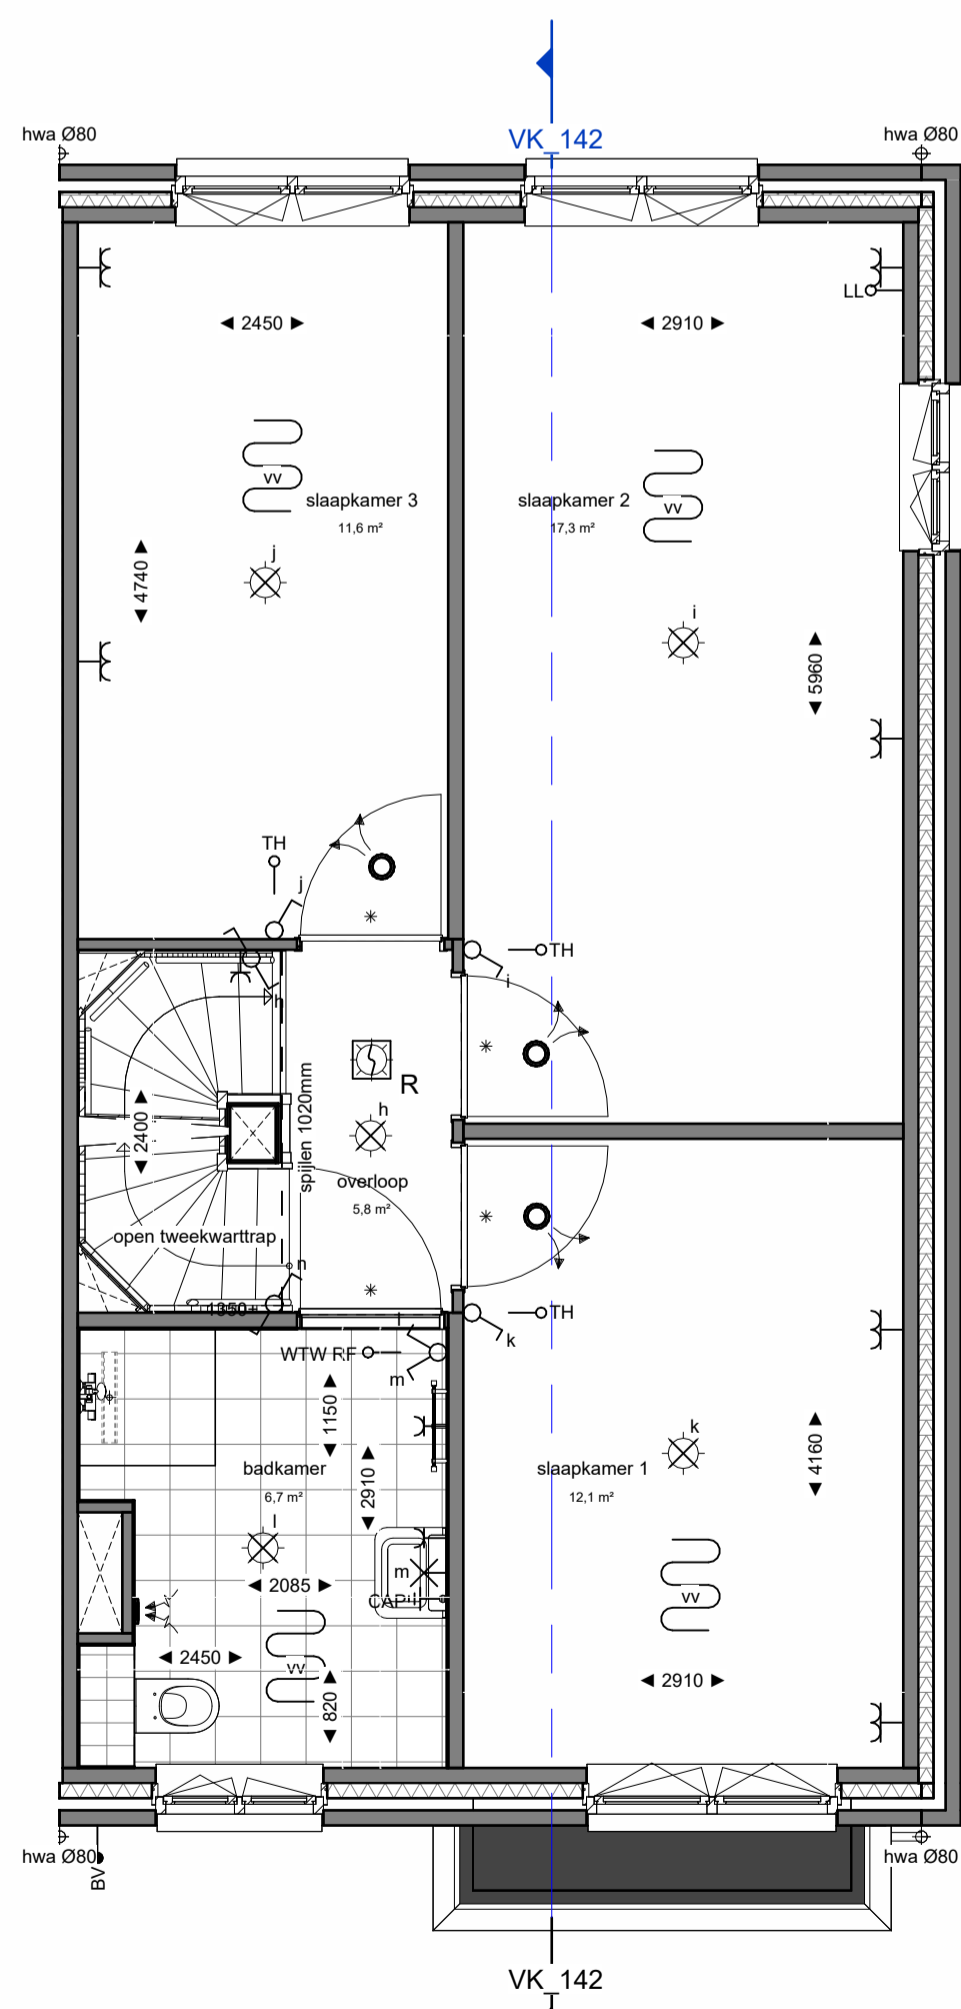 VK_142
hwa Ø80
hwa Ø80
LL
2450
2910
vv
vv
slaapkamer 3
11,6 m²
slaapkamer 2
17,3 m²
4740
j
i
5960
TH
j
TH
i
h
R
h
spijlen 1020mm
2400
overloop
5,8 m²
open tweekwarttrap
n
1350+
TH
k
l
WTW RF
m
1150
k
4160
badkamer
6,7 m²
2910
slaapkamer 1
12,1 m²
l
m
2085
vv
2450
vv
820
2910
hwa Ø80
BV
hwa Ø80
VK_142